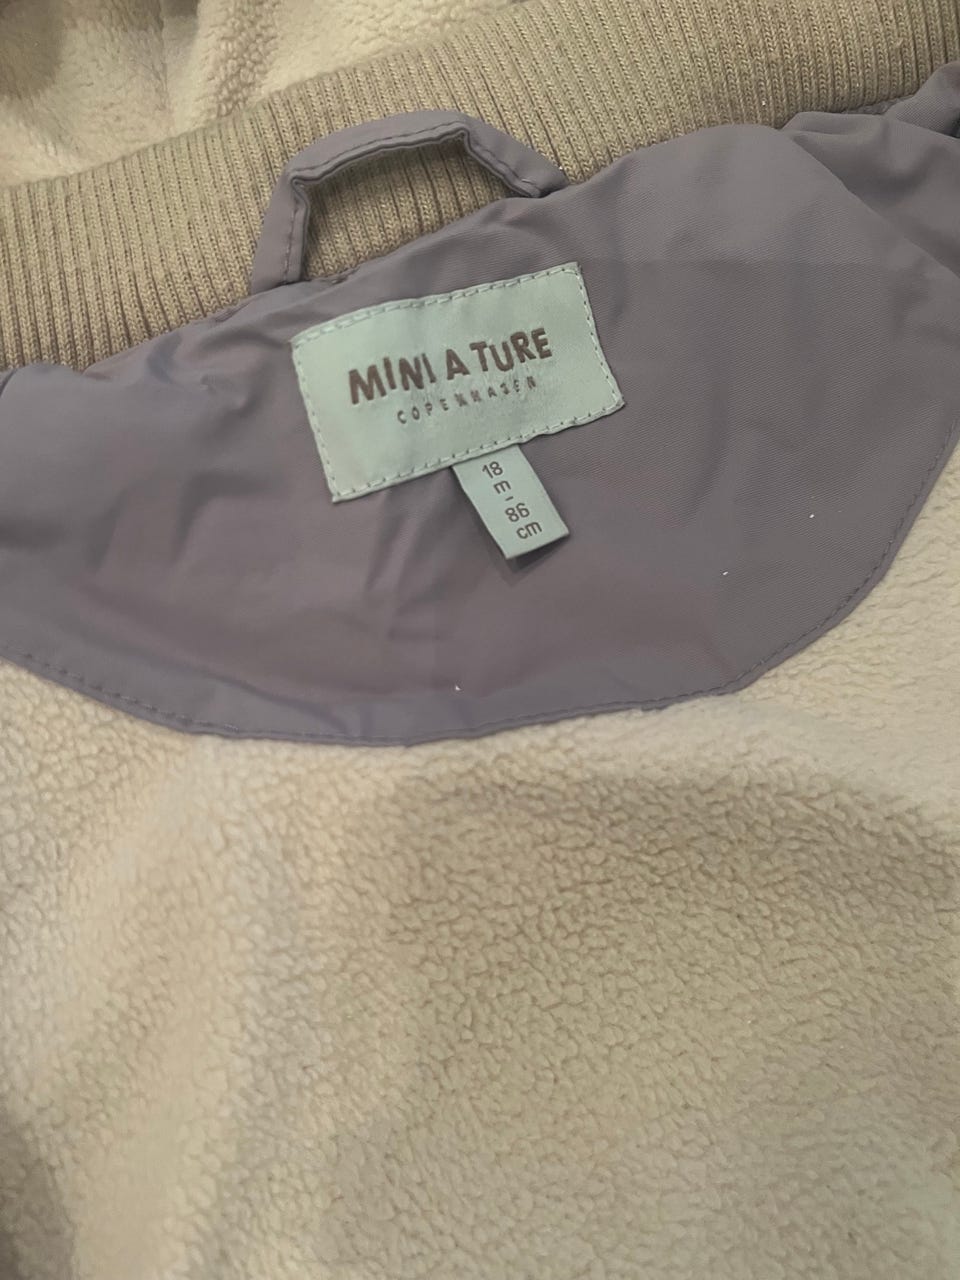 MINI A TURE
COPENHAGEN
18
m
-
86
cm